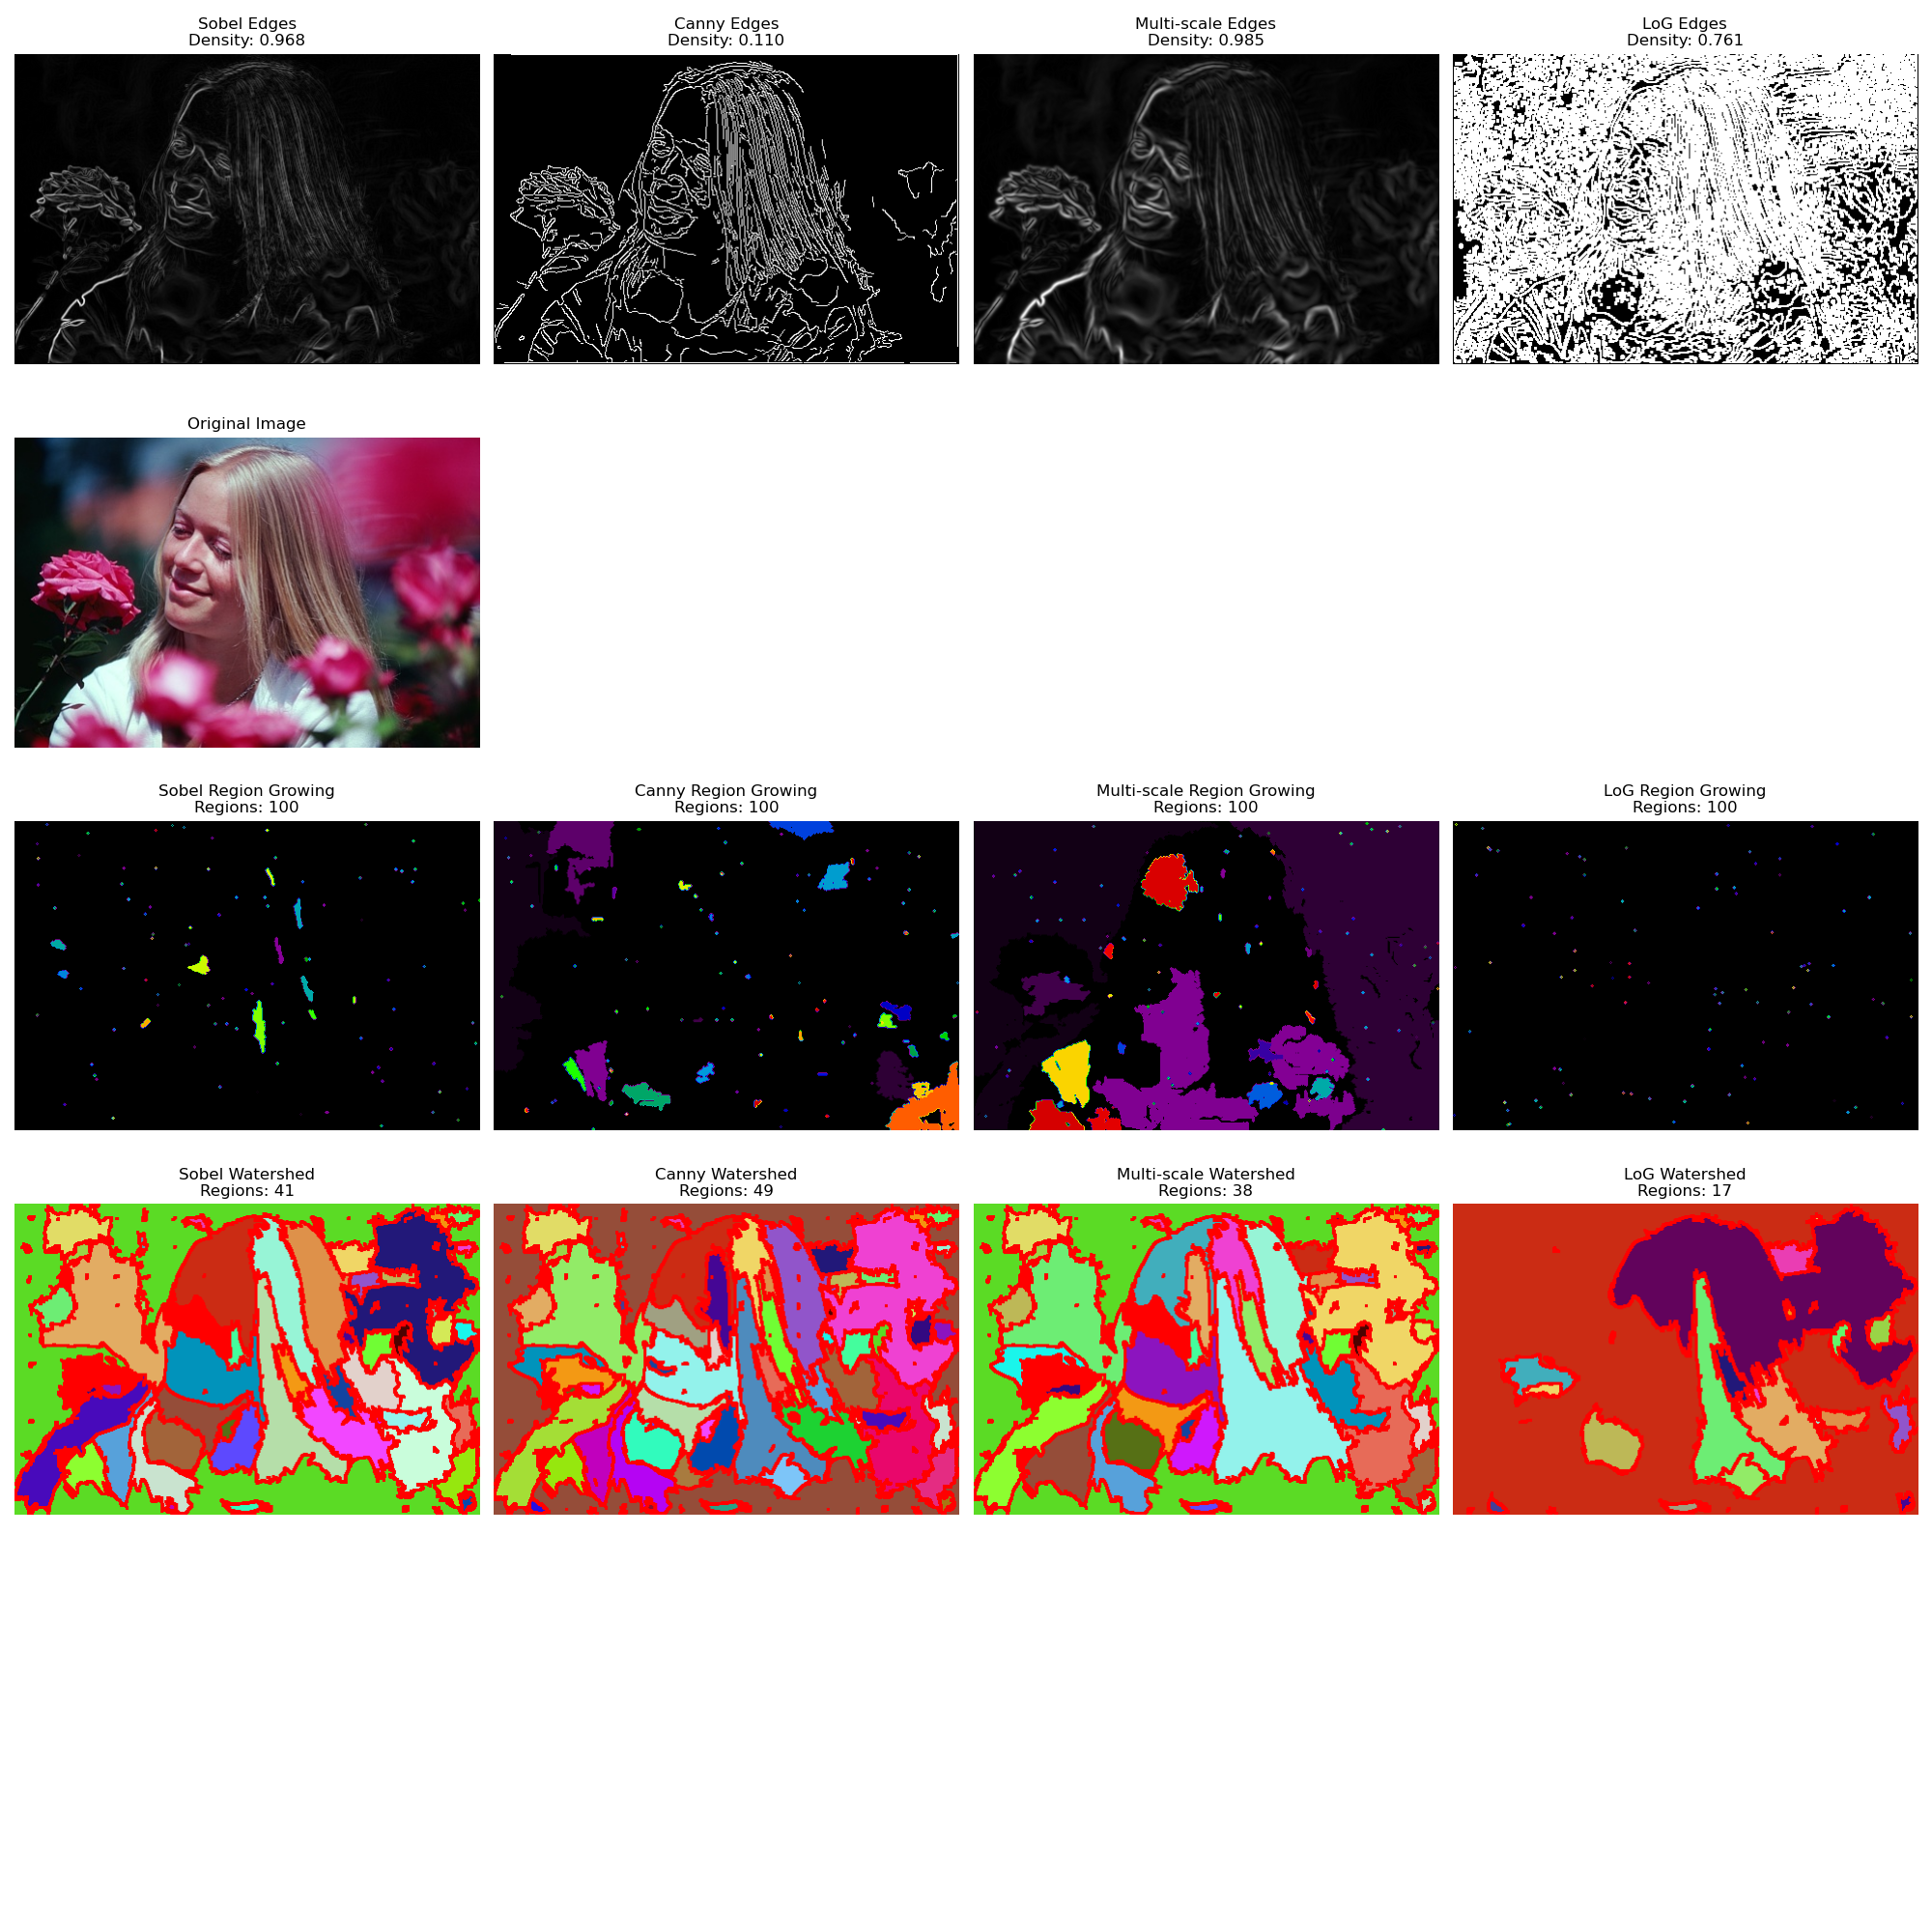 Sobel Edges
Density: 0.968
Canny Edges
Density: 0.110
Multi-scale Edges
Density: 0.985
LoG Edges
Density: 0.761
Original Image
Sobel Region Growing
Regions: 100
Canny Region Growing
Regions: 100
Multi-scale Region Growing
Regions: 100
LoG Region Growing
Regions: 100
Sobel Watershed
Regions: 41
Canny Watershed
Regions: 49
Multi-scale Watershed
Regions: 38
LoG Watershed
Regions: 17